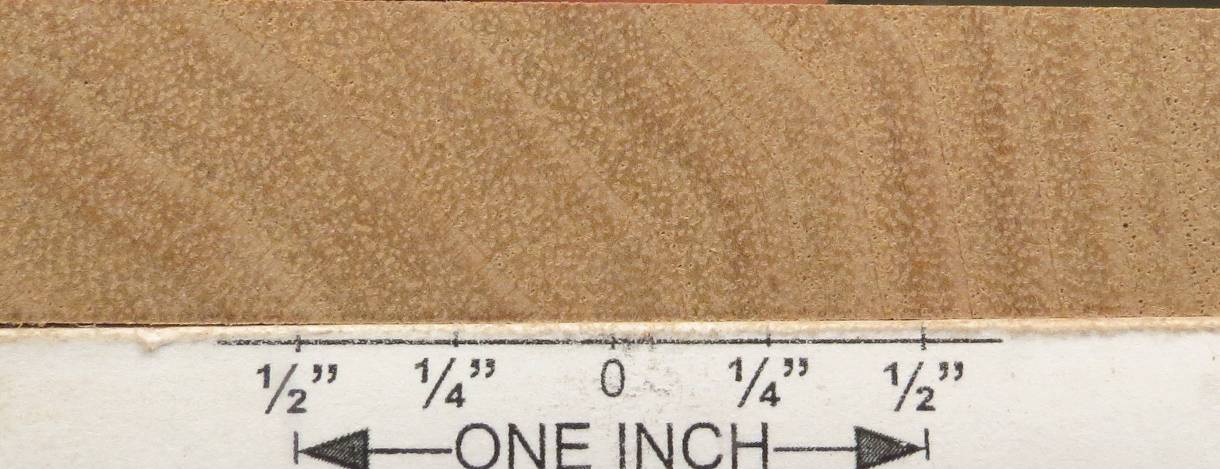 ½” ¼” 0 ¼” ½”
ONE INCH